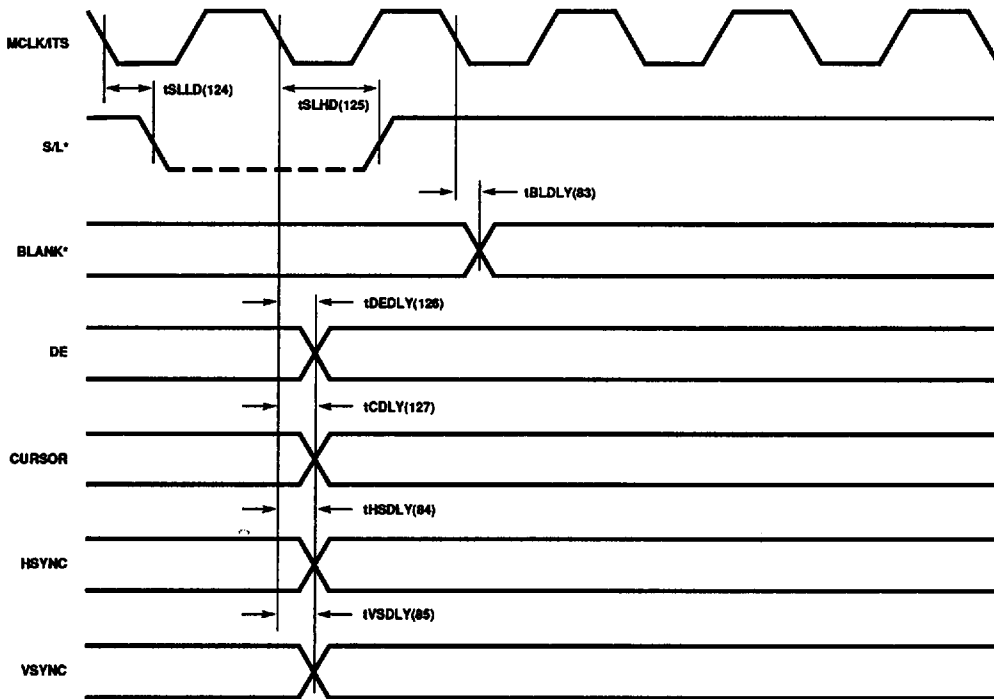 MCLK/ITS
tSLLD(124)
tSLHD(125)
S/L*
tBLDLY(83)
BLANK*
tDEDLY(126)
DE
tCDLY(127)
CURSOR
tHSDLY(84)
HSYNC
tVSDLY(85)
VSYNC